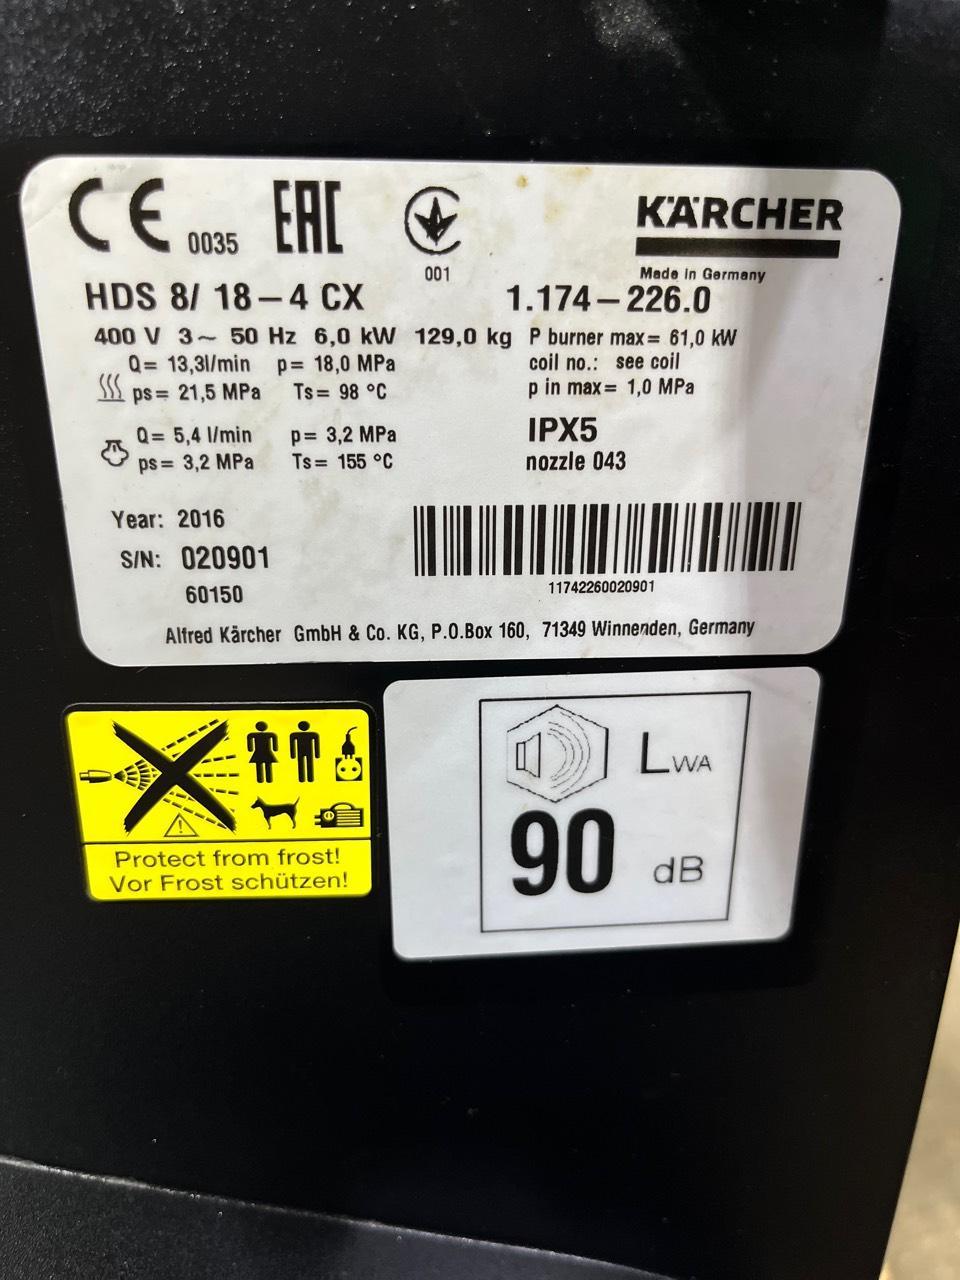 CE 0035 EAC 001 KÄRCHER
Made in Germany
HDS 8/ 18-4 CX 1.174-226.0
400 V 3~ 50 Hz 6,0 kW 129,0 kg P burner max= 61,0 kW
Q= 13,3l/min p= 18,0 MPa coil no.: see coil
ps= 21,5 MPa Ts= 98 °C p in max= 1,0 MPa
Q= 5,4 l/min p= 3,2 MPa IPX5
ps= 3,2 MPa Ts= 155 °C nozzle 043
Year: 2016
S/N: 020901
60150 11742260020901
Alfred Kärcher GmbH & Co. KG, P.O.Box 160, 71349 Winnenden, Germany
Protect from frost!
Vor Frost schützen!
LWA
90 dB